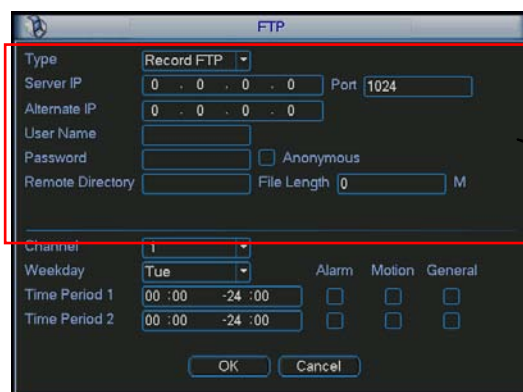 FTP
Type Record FTP
Server IP 0 . 0 . 0 . 0 Port 1024
Alternate IP 0 . 0 . 0 . 0
User Name
Password Anonymous
Remote Directory File Length 0 M
Channel 1
Weekday Tue Alarm Motion General
Time Period 1 00 :00 -24 :00
Time Period 2 00 :00 -24 :00
OK Cancel